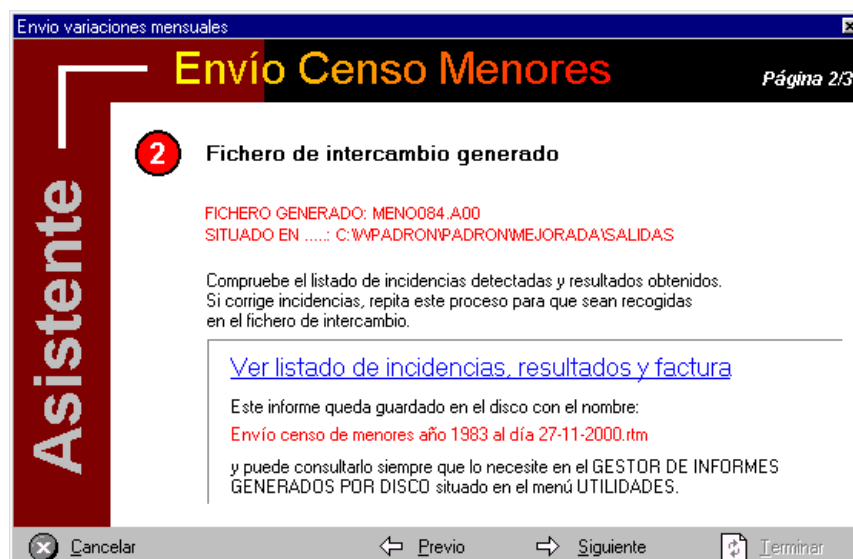 Envio variaciones mensuales
Envío Censo Menores
Página 2/3
Asistente
2
Fichero de intercambio generado
FICHERO GENERADO: MENO084.A00
SITUADO EN .....: C:\WPADRON\PADRON\MEJORADA\SALIDAS
Compruebe el listado de incidencias detectadas y resultados obtenidos.
Si corrige incidencias, repita este proceso para que sean recogidas
en el fichero de intercambio.
Ver listado de incidencias, resultados y factura
Este informe queda guardado en el disco con el nombre:
Envío censo de menores año 1983 al día 27-11-2000.rtm
y puede consultarlo siempre que lo necesite en el GESTOR DE INFORMES
GENERADOS POR DISCO situado en el menú UTILIDADES.
Cancelar
Previo
Siguiente
Terminar